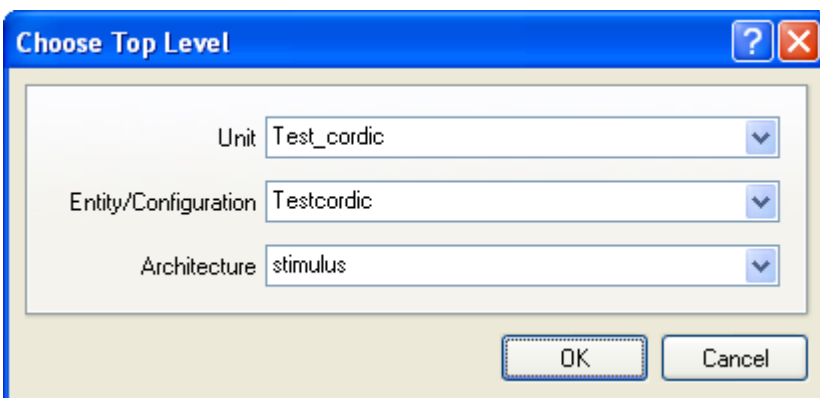 Choose Top Level
?
Unit Test_cordic
Entity/Configuration Testcordic
Architecture stimulus
OK Cancel